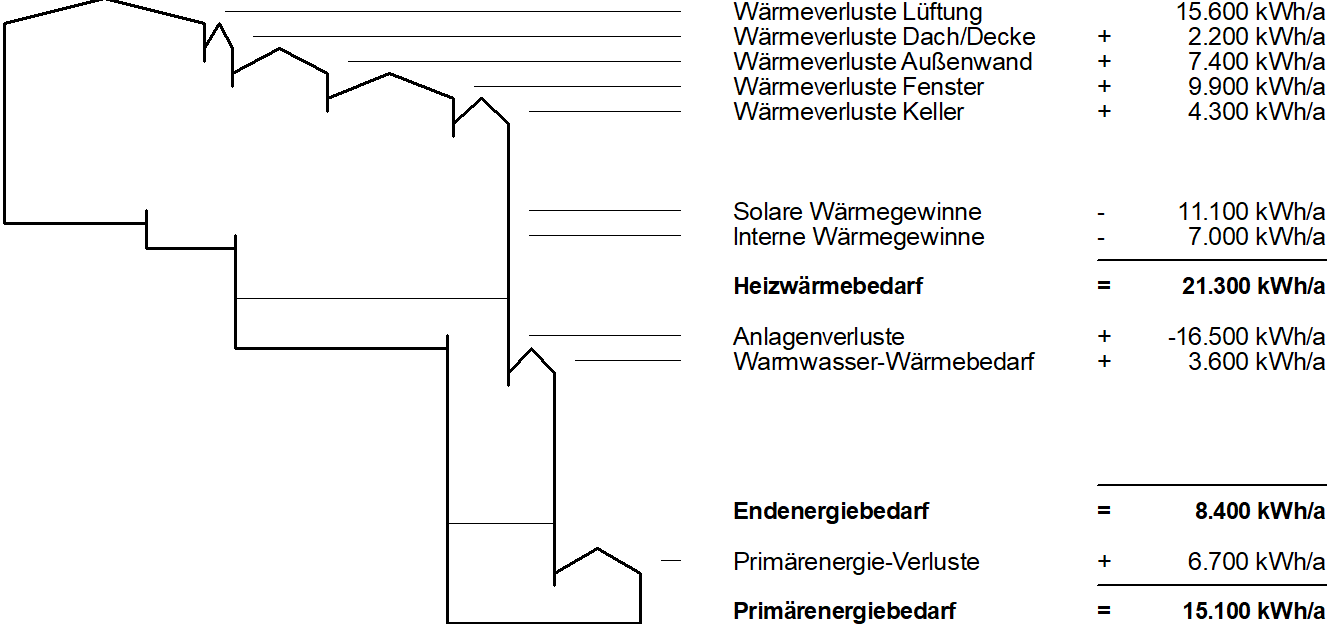 Wärmeverluste Lüftung 15.600 kWh/a
Wärmeverluste Dach/Decke + 2.200 kWh/a
Wärmeverluste Außenwand + 7.400 kWh/a
Wärmeverluste Fenster + 9.900 kWh/a
Wärmeverluste Keller + 4.300 kWh/a
Solare Wärmegewinne - 11.100 kWh/a
Interne Wärmegewinne - 7.000 kWh/a
Heizwärmebedarf = 21.300 kWh/a
Anlagenverluste + -16.500 kWh/a
Warmwasser-Wärmebedarf + 3.600 kWh/a
Endenergiebedarf = 8.400 kWh/a
Primärenergie-Verluste + 6.700 kWh/a
Primärenergiebedarf = 15.100 kWh/a